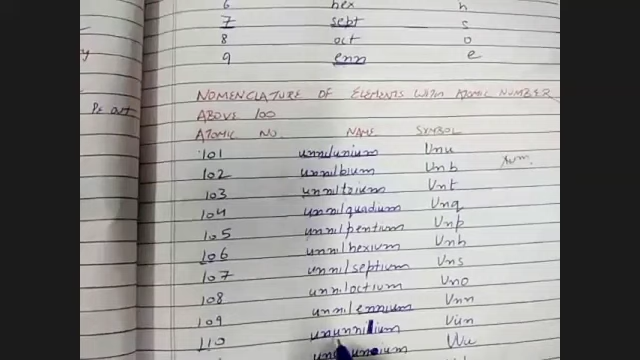 6 hex h
7 sept s
8 oct o
9 enn e
NOMENCLATURE OF ELEMENTS WITH ATOMIC NUMBER
ABOVE 100
ATOMIC NO. NAME SYMBOL
101 unnilunium Unu
102 unnilbium Unb
103 unniltrium Unt
104 unnilquadium Unq
105 unnilpentium Unp
106 unnilhexium Unh
107 unnilseptium Uns
108 unniloctium Uno
109 unnilennium Unn
110 ununnilium Uun